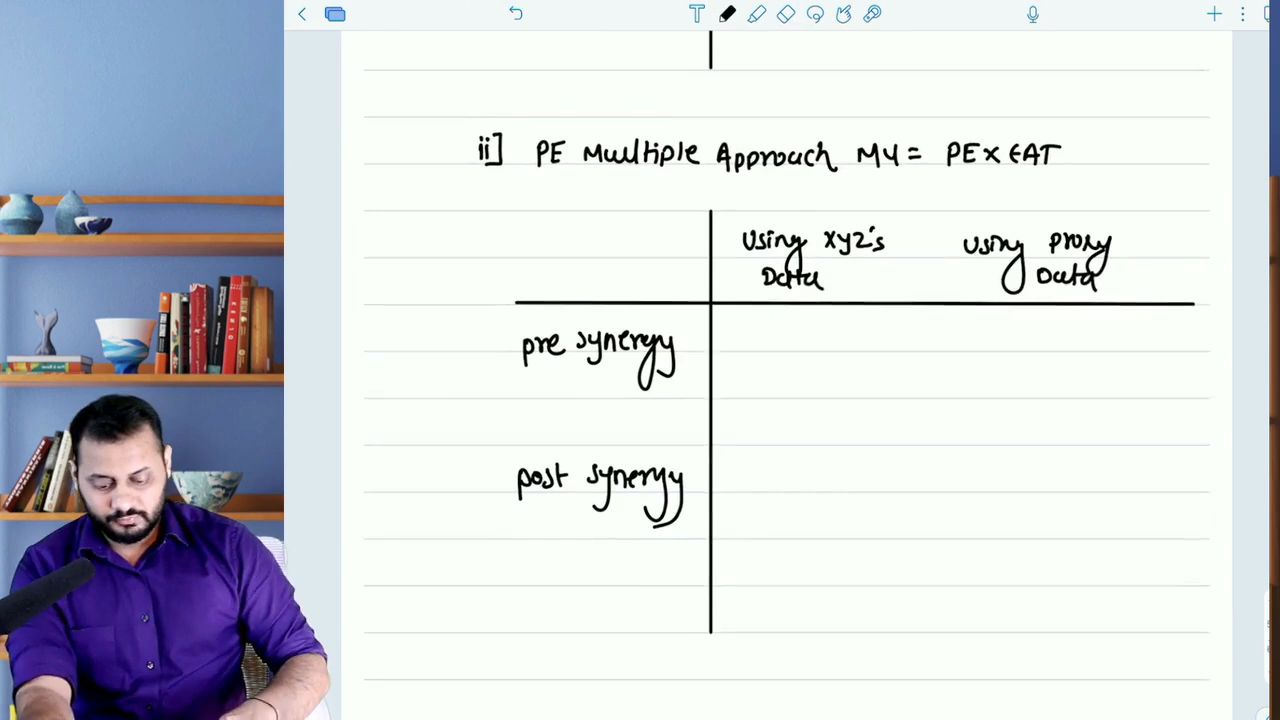 ii] PE Multiple Approach MV = PE x EAT
Using XYZ's Data
Using Proxy Data
pre synergy
post synergy